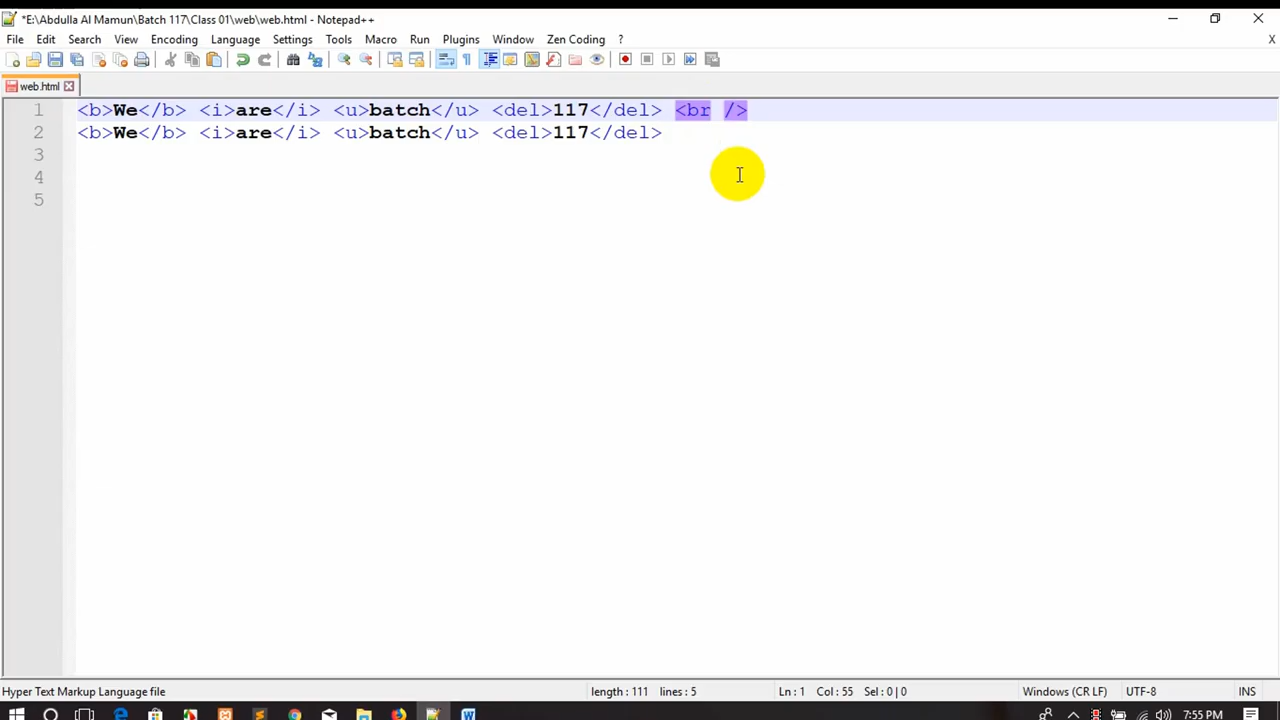 *E:\Abdulla Al Mamun\Batch 117\Class 01\web\web.html - Notepad++
File Edit Search View Encoding Language Settings Tools Macro Run Plugins Window Zen Coding ? X
web.html
1 <b>We</b> <i>are</i> <u>batch</u> <del>117</del> <br />
2 <b>We</b> <i>are</i> <u>batch</u> <del>117</del>
3
4
5
Hyper Text Markup Language file length : 111 lines : 5 Ln : 1 Col : 55 Sel : 0 | 0 Windows (CR LF) UTF-8 INS
7:55 PM